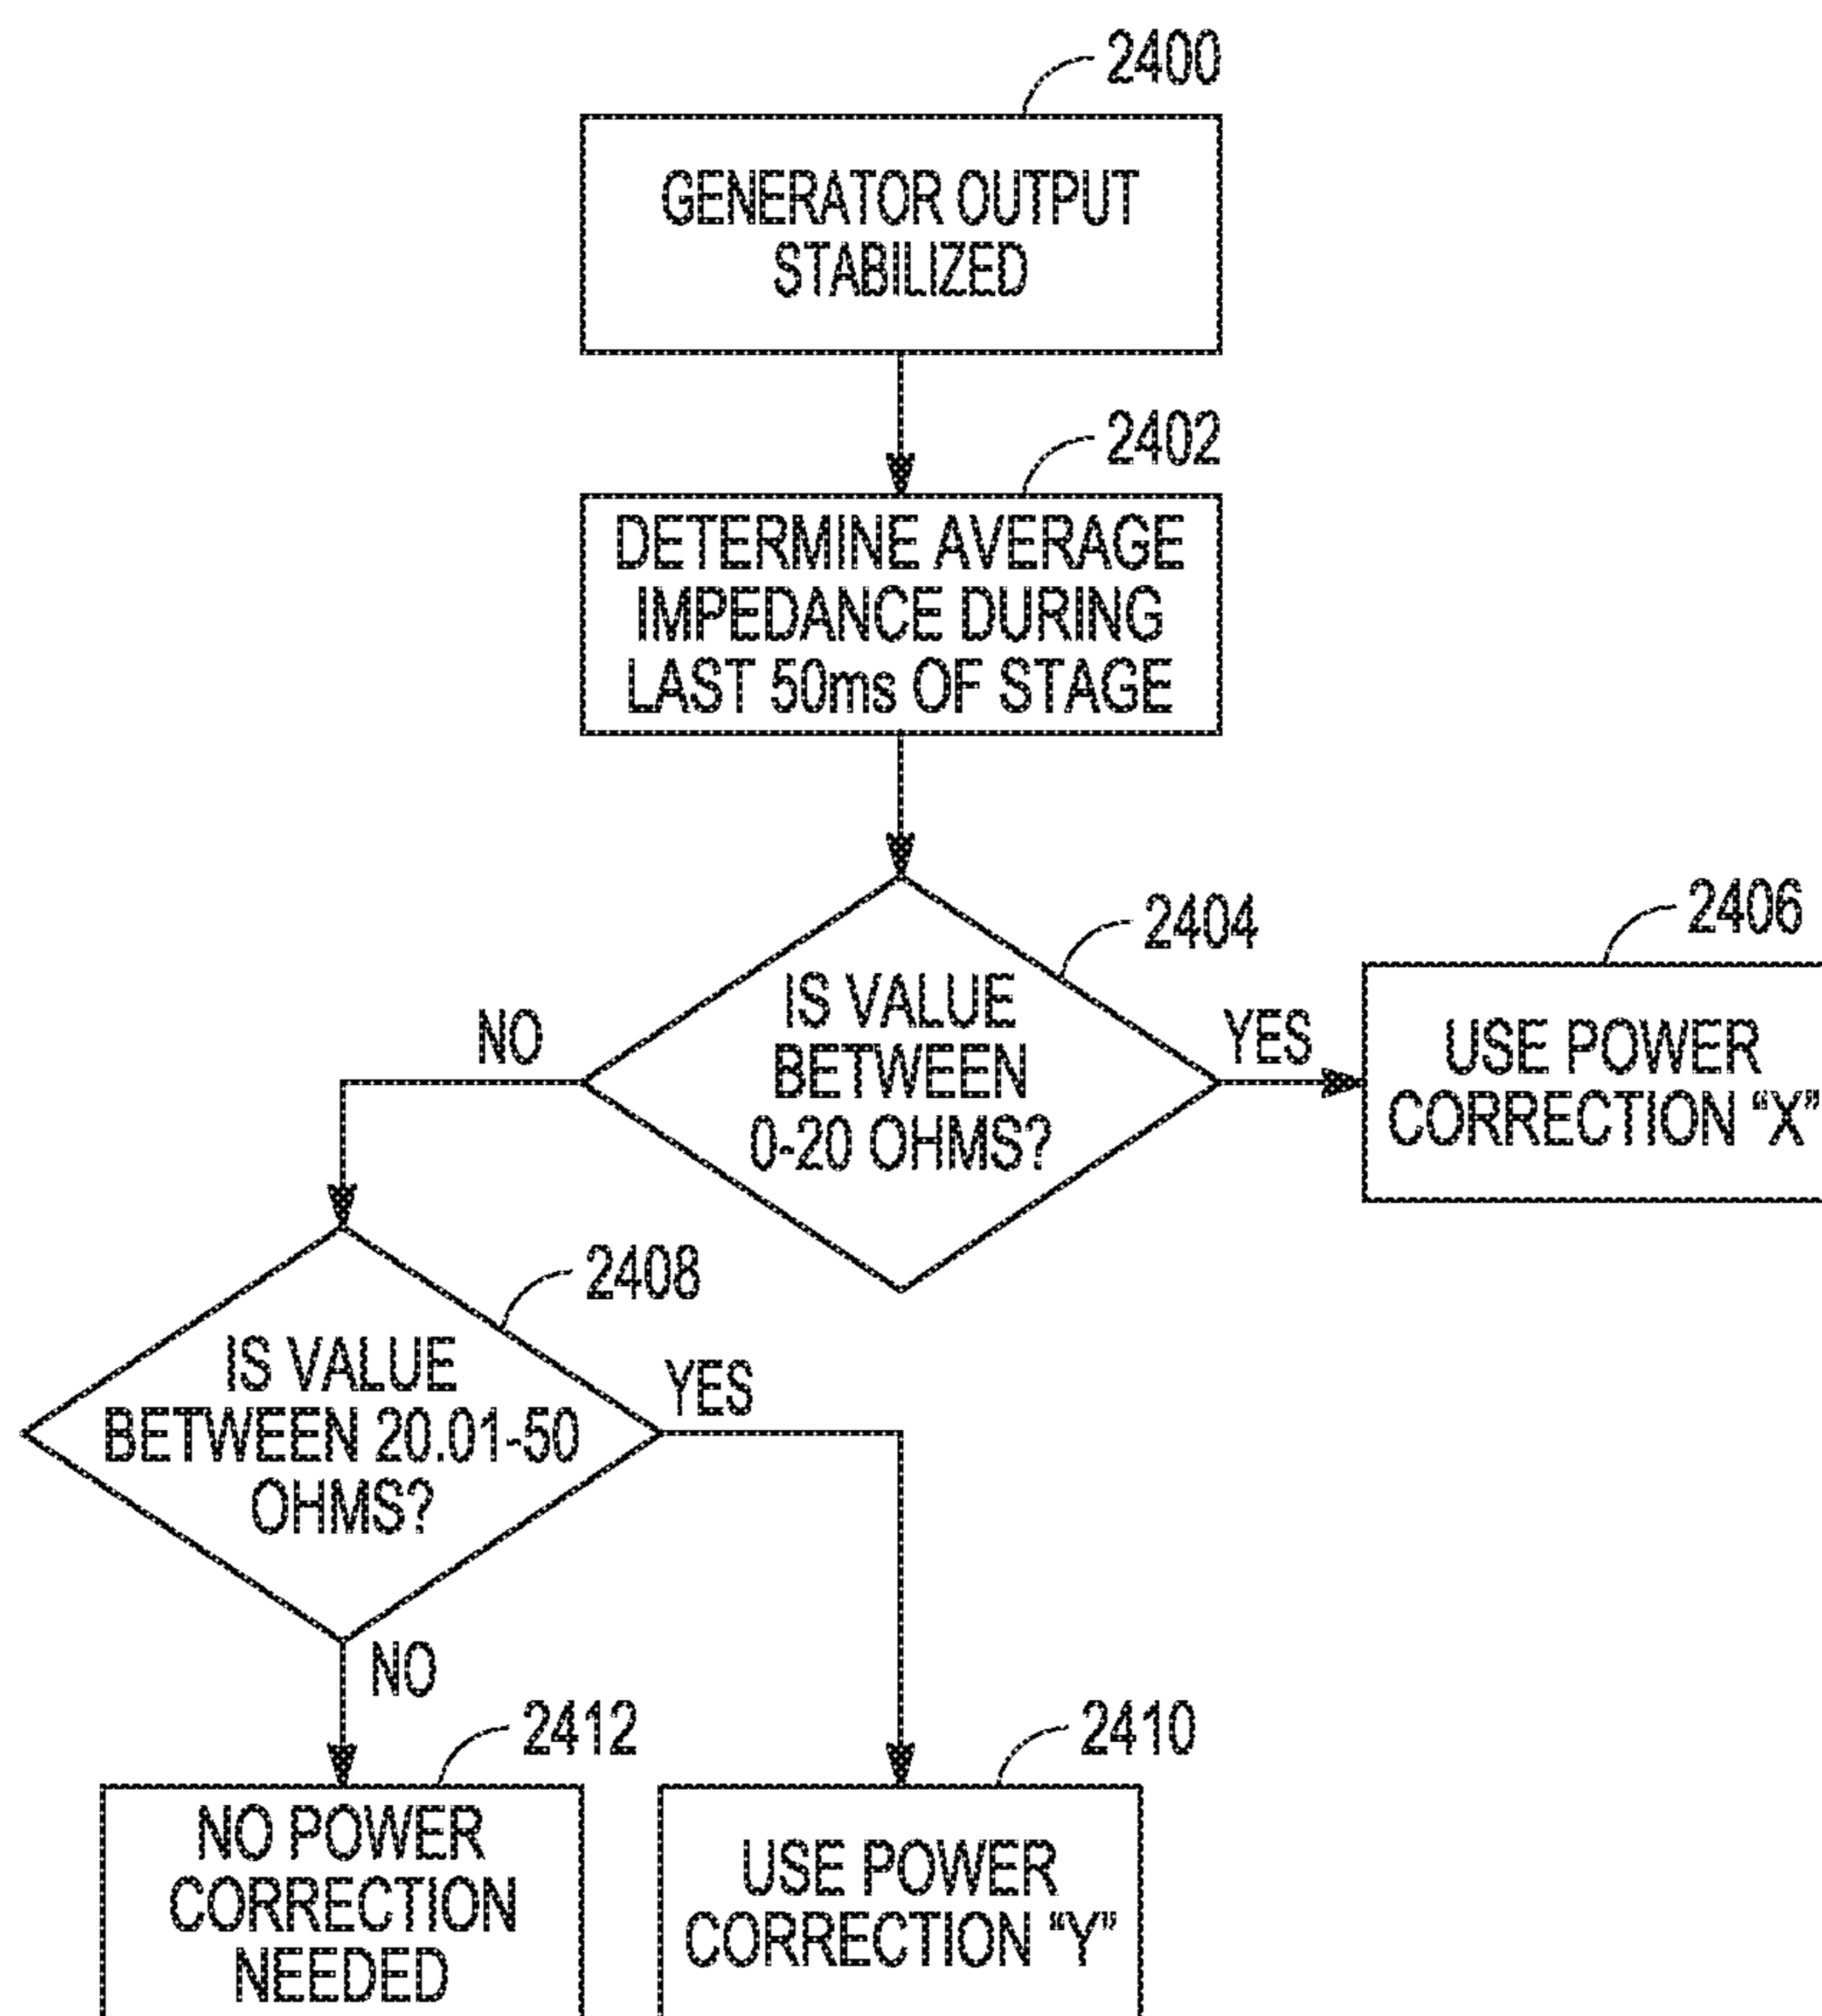 2400
GENERATOR OUTPUT
STABILIZED
2402
DETERMINE AVERAGE
IMPEDANCE DURING
LAST 50ms OF STAGE
2404
IS VALUE
BETWEEN
0-20 OHMS?
NO
YES
2406
USE POWER
CORRECTION “X”
2408
IS VALUE
BETWEEN 20.01-50
OHMS?
YES
NO
2412
NO POWER
CORRECTION
NEEDED
2410
USE POWER
CORRECTION “Y”